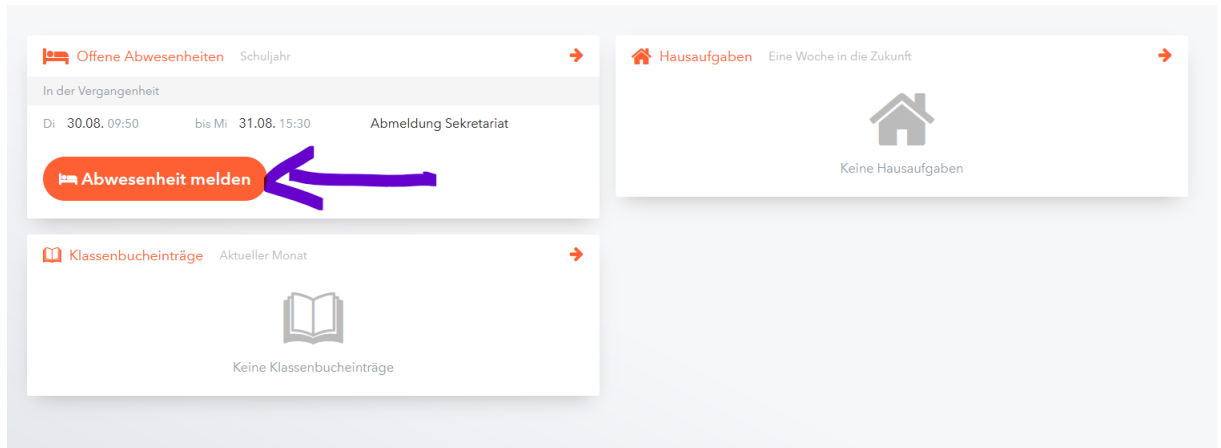 Offene Abwesenheiten Schuljahr
In der Vergangenheit
Di 30.08. 09:50 bis Mi 31.08. 15:30 Abmeldung Sekretariat
Abwesenheit melden
Hausaufgaben Eine Woche in die Zukunft
Keine Hausaufgaben
Klassenbucheinträge Aktueller Monat
Keine Klassenbucheinträge